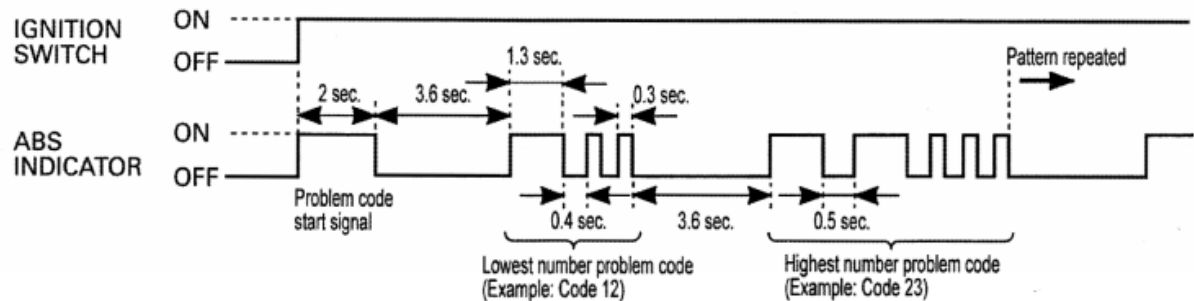 IGNITION
SWITCH
ON
OFF
1.3 sec.
Pattern repeated
2 sec.
3.6 sec.
0.3 sec.
ABS
INDICATOR
ON
OFF
Problem code
start signal
0.4 sec.
3.6 sec.
0.5 sec.
Lowest number problem code
(Example: Code 12)
Highest number problem code
(Example: Code 23)